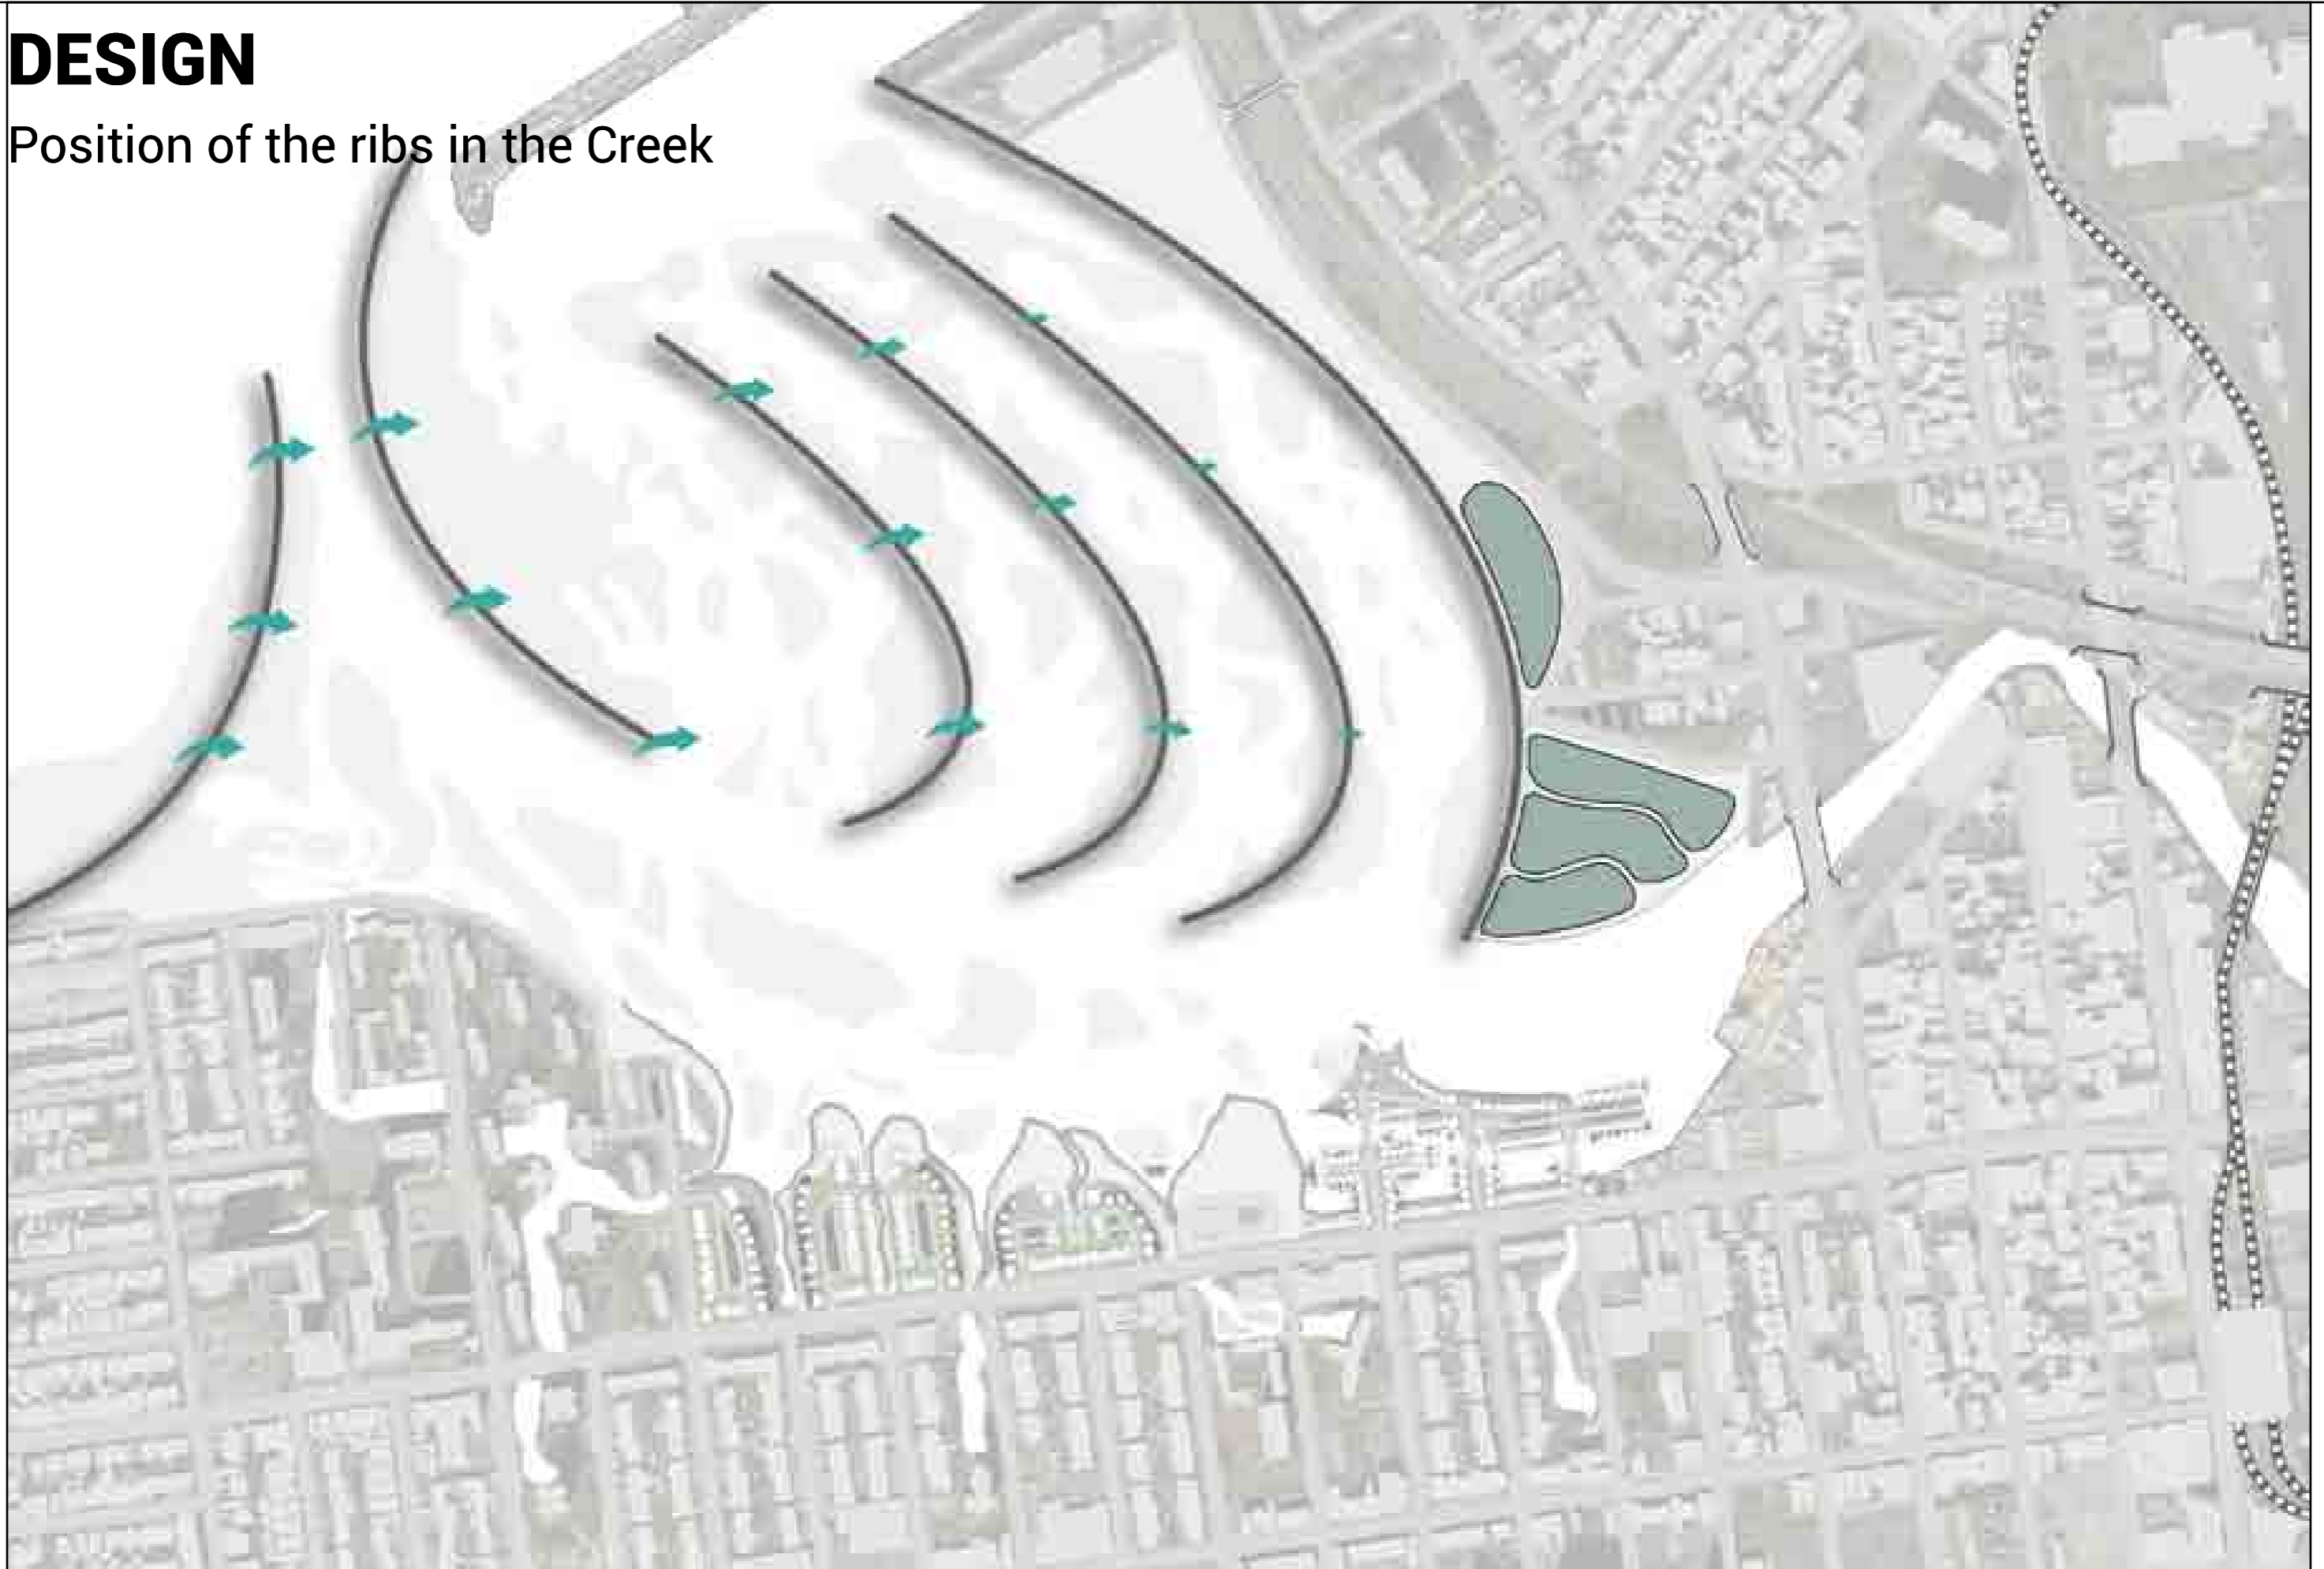 DESIGN
Position of the ribs in the Creek